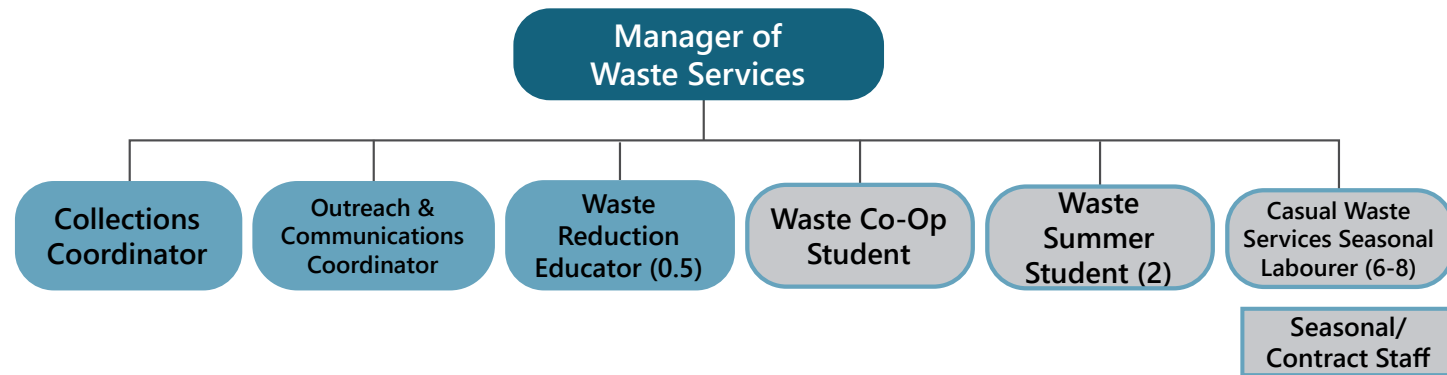 Manager of
Waste Services
Collections
Coordinator
Outreach &
Communications
Coordinator
Waste
Reduction
Educator (0.5)
Waste Co-Op
Student
Waste
Summer
Student (2)
Casual Waste
Services Seasonal
Labourer (6-8)
Seasonal/
Contract Staff